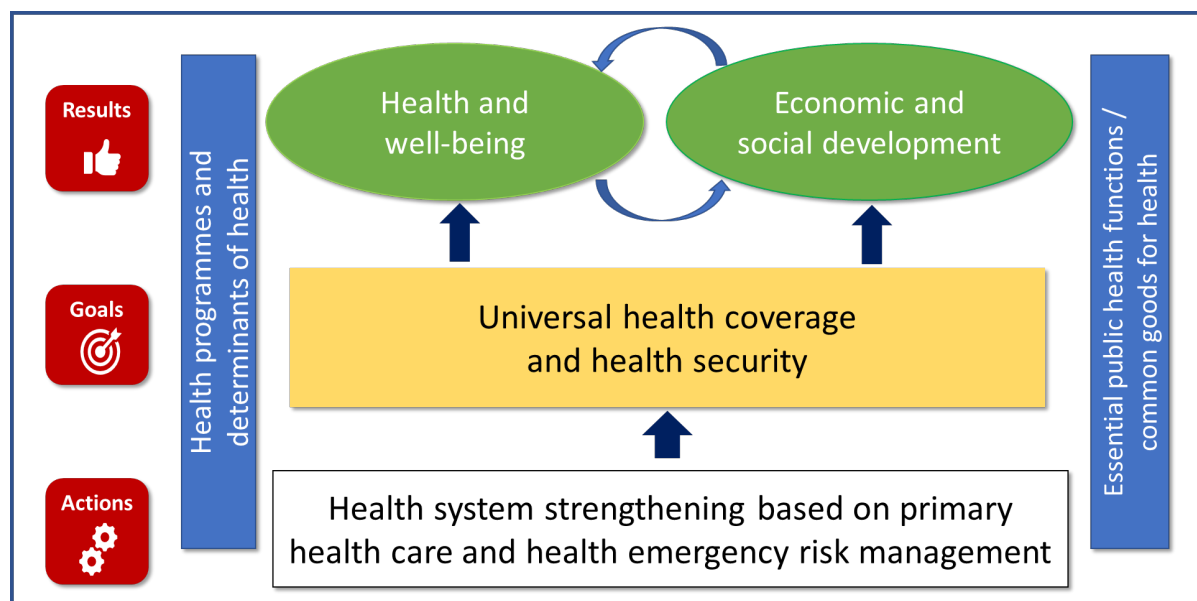 Results
Health and
well-being
Economic and
social development
Health programmes and
determinants of health
Essential public health functions /
common goods for health
Goals
Universal health coverage
and health security
Actions
Health system strengthening based on primary
health care and health emergency risk management